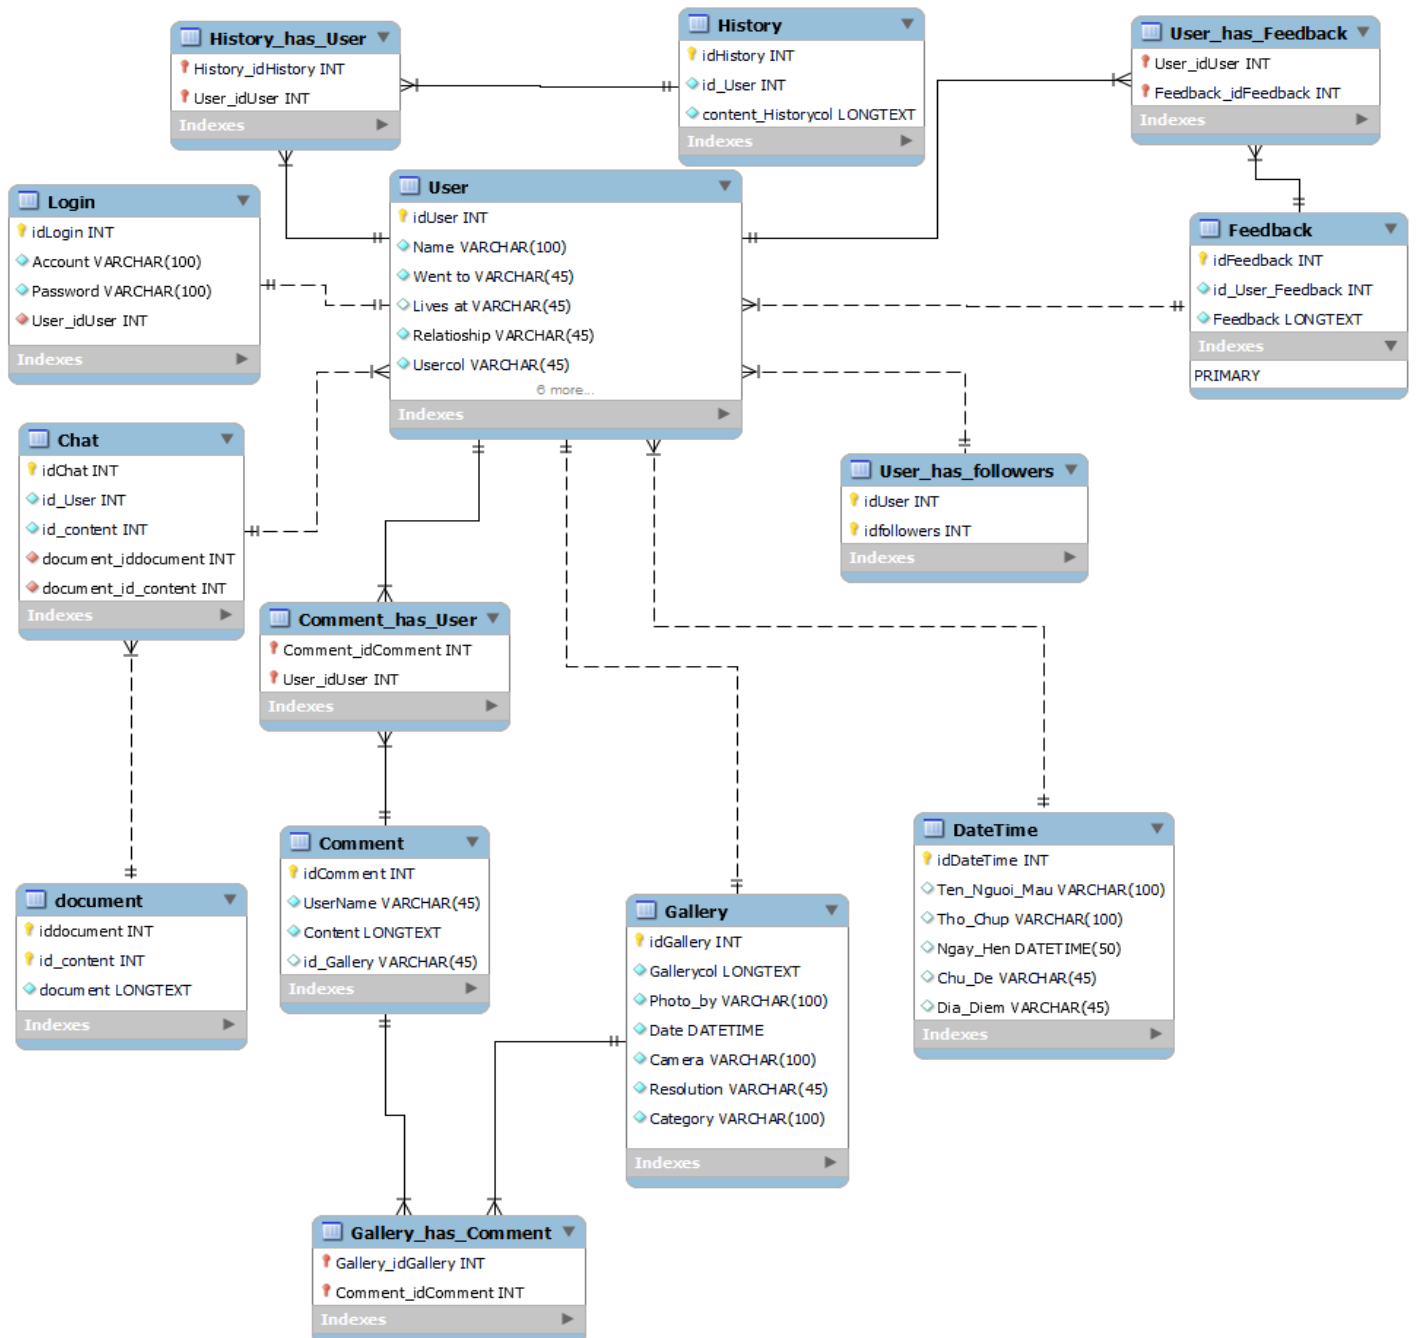 History_has_User
History_idHistory INT
User_idUser INT
Indexes
History
idHistory INT
id_User INT
content_Historycol LONGTEXT
Indexes
User_has_Feedback
User_idUser INT
Feedback_idFeedback INT
Indexes
Login
idLogin INT
Account VARCHAR(100)
Password VARCHAR(100)
User_idUser INT
Indexes
User
idUser INT
Name VARCHAR(100)
Went to VARCHAR(45)
Lives at VARCHAR(45)
Relatioship VARCHAR(45)
Usercol VARCHAR(45)
6 more...
Indexes
Feedback
idFeedback INT
id_User_Feedback INT
Feedback LONGTEXT
Indexes
PRIMARY
Chat
idChat INT
id_User INT
id_content INT
document_iddocument INT
document_id_content INT
Indexes
User_has_followers
idUser INT
idfollowers INT
Indexes
Comment_has_User
Comment_idComment INT
User_idUser INT
Indexes
document
iddocument INT
id_content INT
document LONGTEXT
Indexes
Comment
idComment INT
UserName VARCHAR(45)
Content LONGTEXT
id_Gallery VARCHAR(45)
Indexes
Gallery
idGallery INT
Gallerycol LONGTEXT
Photo_by VARCHAR(100)
Date DATETIME
Camera VARCHAR(100)
Resolution VARCHAR(45)
Category VARCHAR(100)
Indexes
DateTime
idDateTime INT
Ten_Nguoi_Mau VARCHAR(100)
Tho_Chup VARCHAR(100)
Ngay_Hen DATETIME(50)
Chu_De VARCHAR(45)
Dia_Diem VARCHAR(45)
Indexes
Gallery_has_Comment
Gallery_idGallery INT
Comment_idComment INT
Indexes